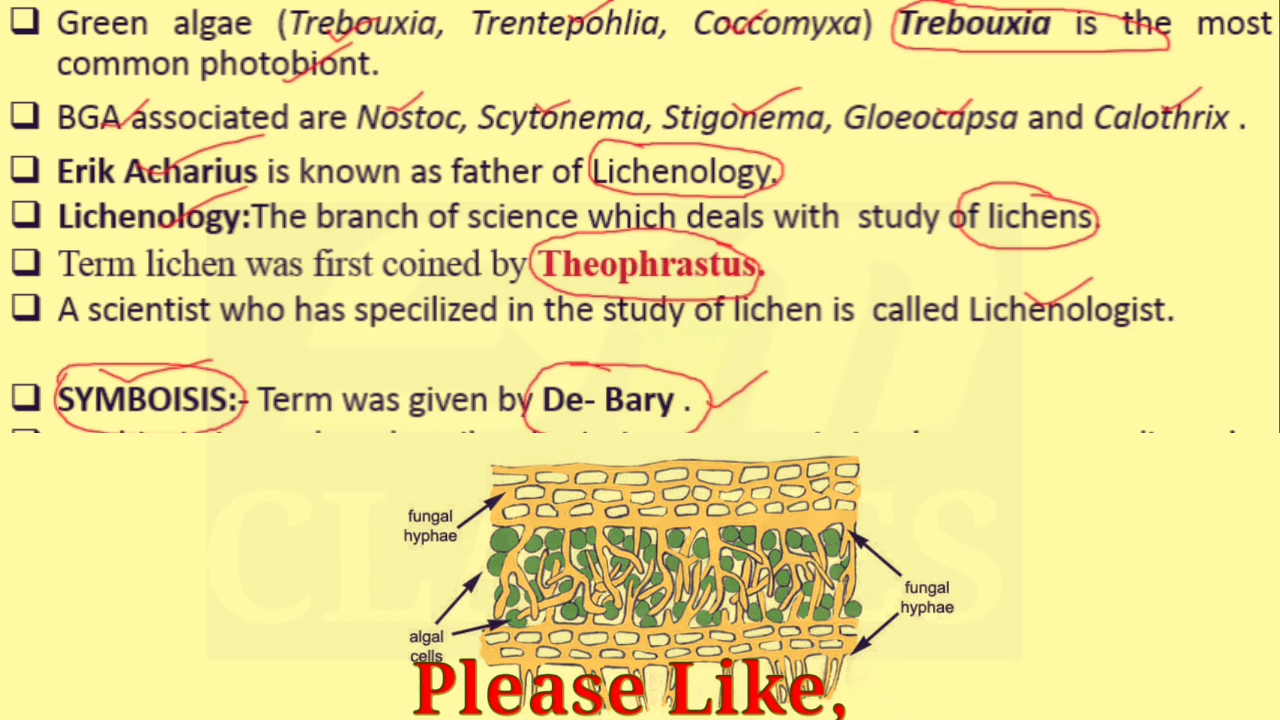 ❑ Green algae (Trebouxia, Trentepohlia, Coccomyxa) Trebouxia is the most
common photobiont.
❑ BGA associated are Nostoc, Scytonema, Stigonema, Gloeocapsa and Calothrix .
❑ Erik Acharius is known as father of Lichenology.
❑ Lichenology:The branch of science which deals with study of lichens.
❑ Term lichen was first coined by Theophrastus.
❑ A scientist who has specilized in the study of lichen is called Lichenologist.
❑ SYMBOISIS:- Term was given by De- Bary .
fungal
hyphae
algal
cells
fungal
hyphae
Please Like,